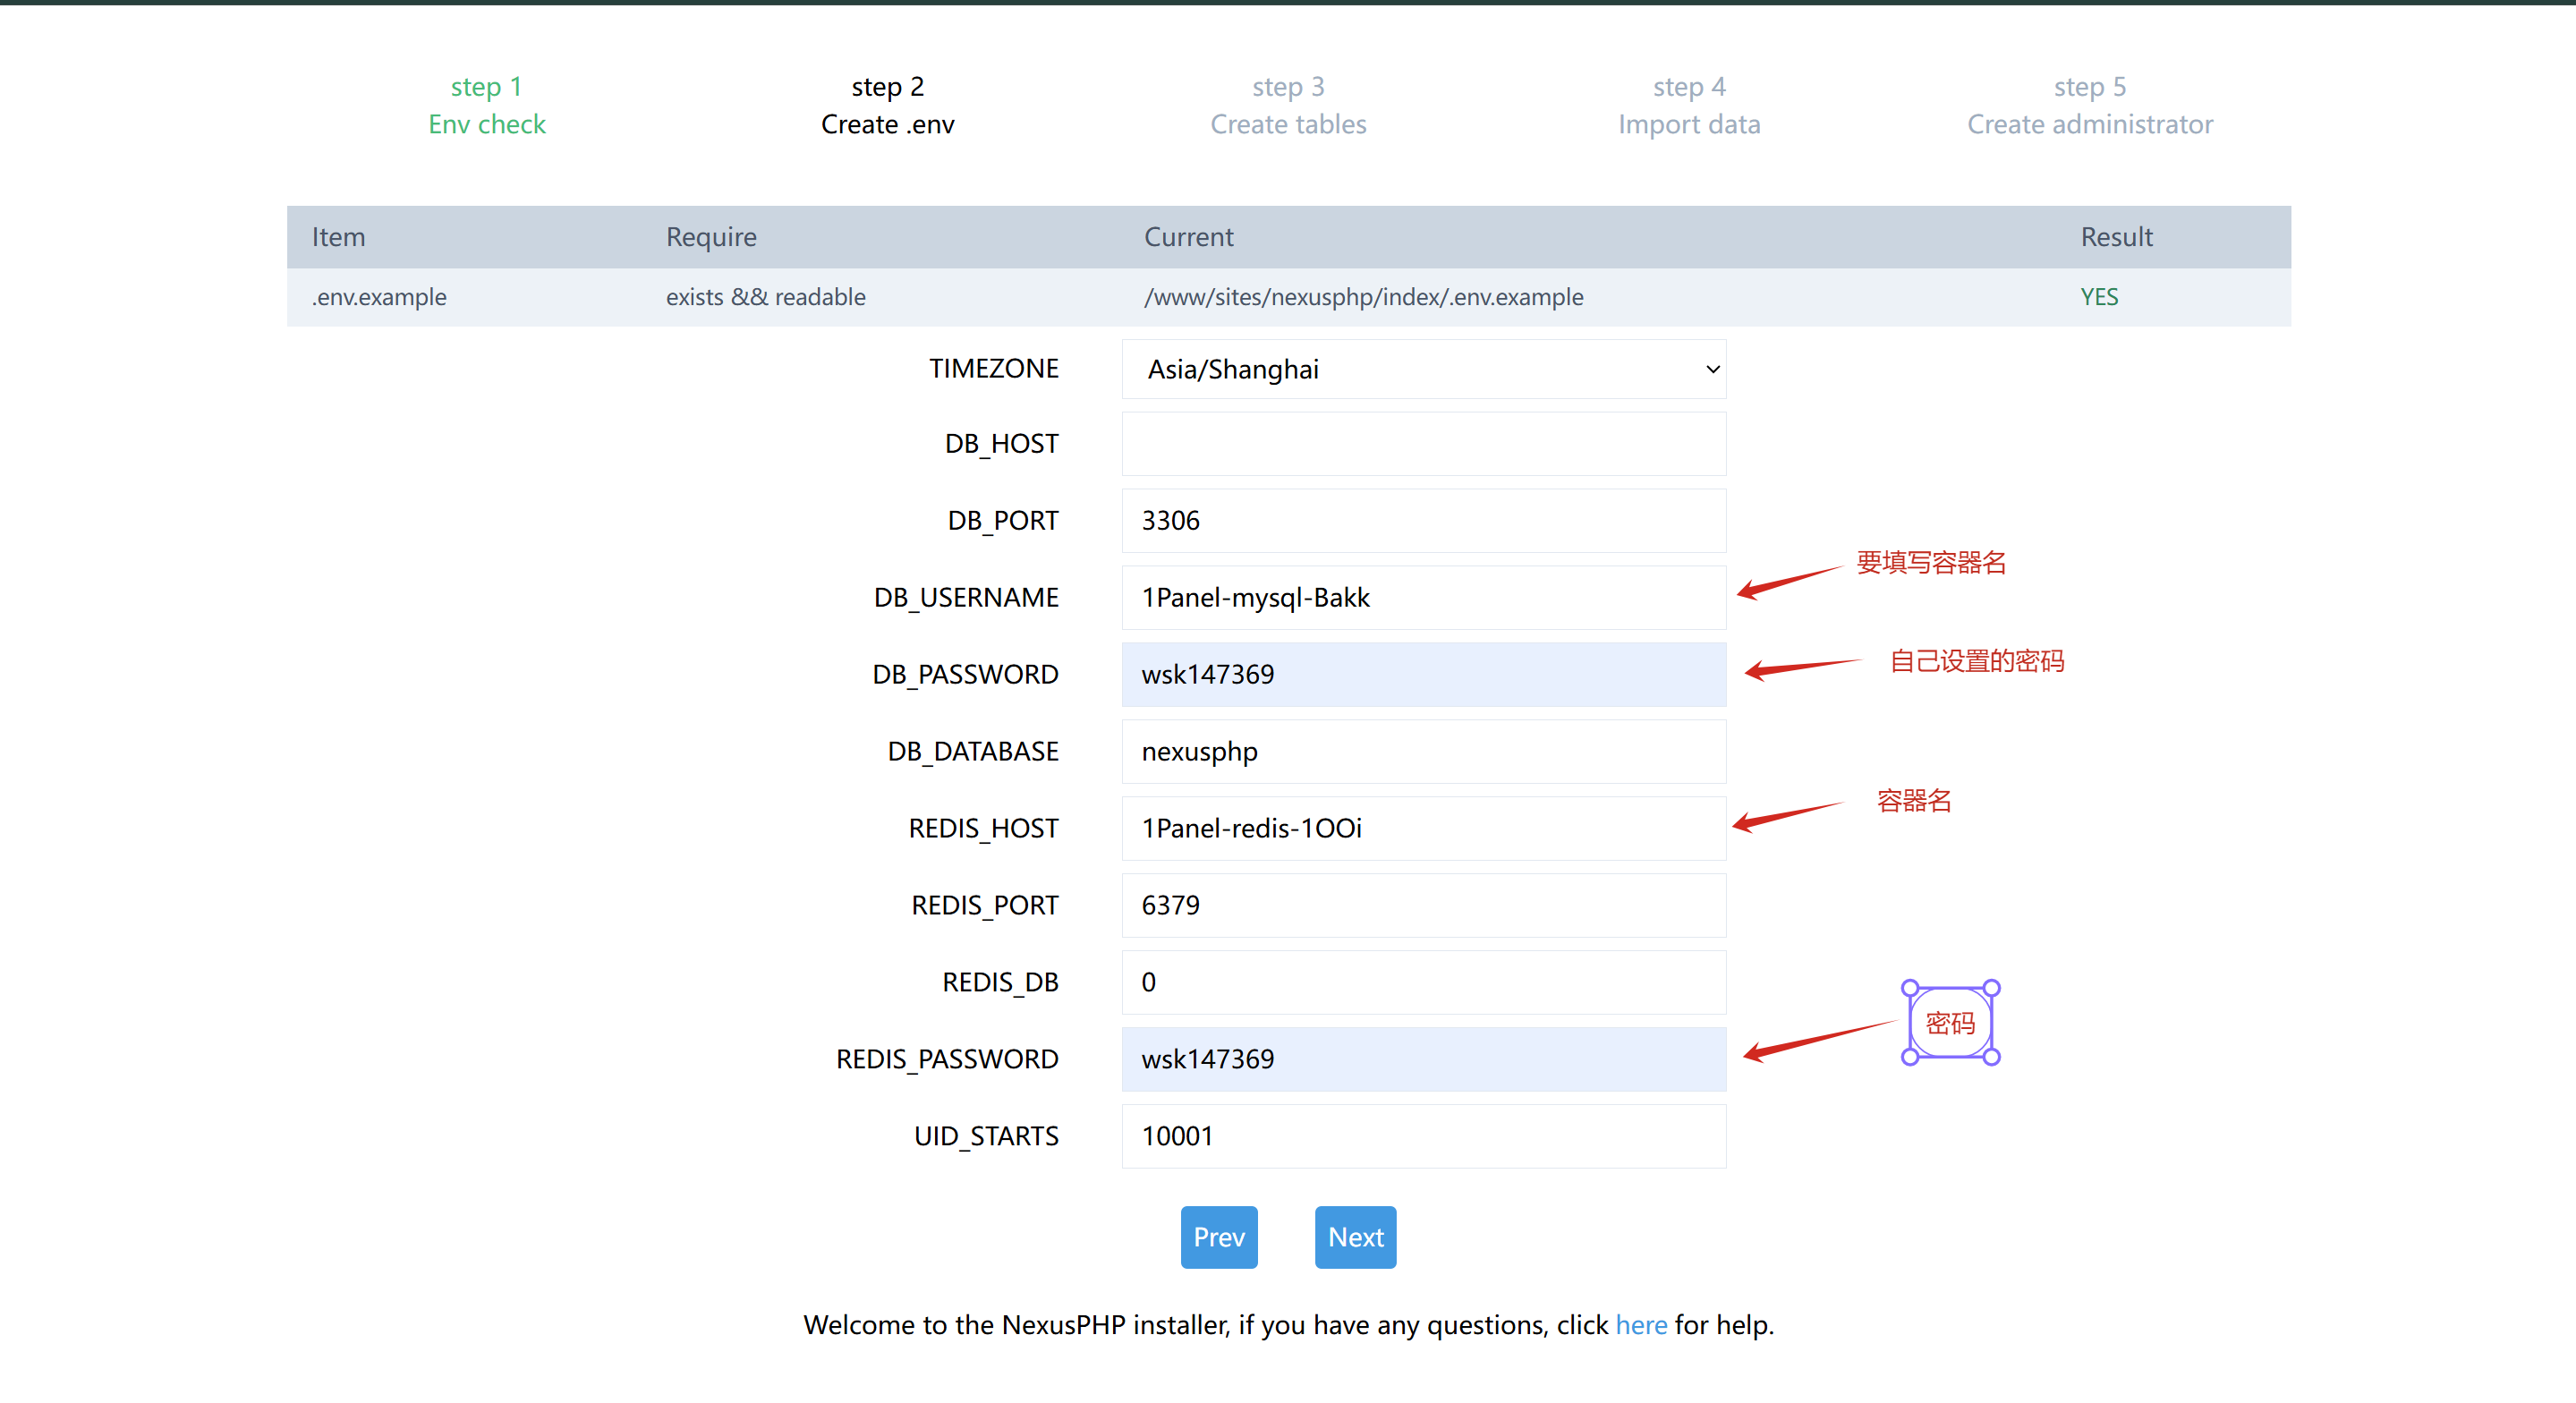 step 1
Env check
step 2
Create .env
step 3
Create tables
step 4
Import data
step 5
Create administrator
Item Require Current Result
.env.example exists && readable /www/sites/nexusphp/index/.env.example YES
TIMEZONE Asia/Shanghai
DB_HOST
DB_PORT 3306
要填写容器名
DB_USERNAME 1Panel-mysql-Bakk
自己设置的密码
DB_PASSWORD wsk147369
DB_DATABASE nexusphp
容器名
REDIS_HOST 1Panel-redis-1OOi
REDIS_PORT 6379
REDIS_DB 0
密码
REDIS_PASSWORD wsk147369
UID_STARTS 10001
Prev Next
Welcome to the NexusPHP installer, if you have any questions, click here for help.